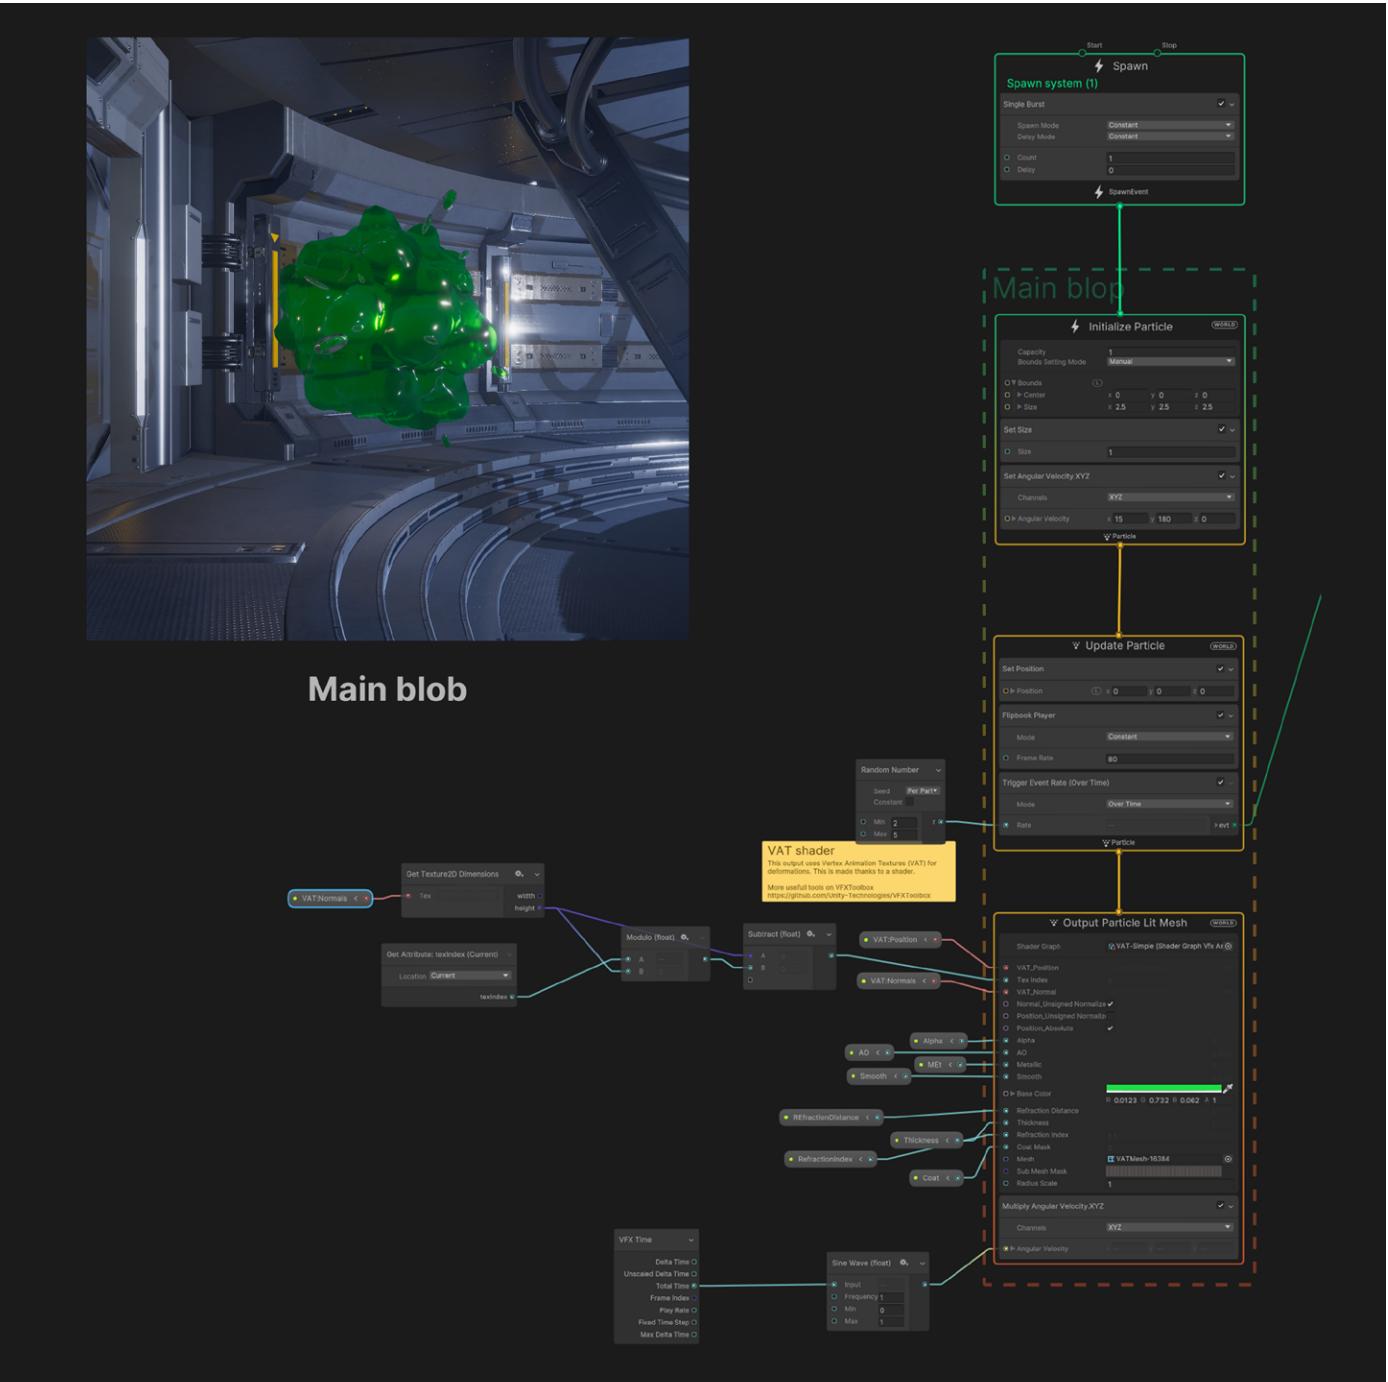 Start
Stop
Spawn
Spawn system (1)
Single Burst
Spawn Mode Constant
Delay Mode Constant
Count 1
Delay 0
SpawnEvent
Main blop
Initialize Particle WORLD
Capacity 1
Bounds Setting Mode Manual
Bounds L
Center x 0 y 0 z 0
Size x 2.5 y 2.5 z 2.5
Set Size
Size 1
Set Angular Velocity.XYZ
Channels XYZ
Angular Velocity x 15 y 180 z 0
Particle
Update Particle WORLD
Set Position
Position L x 0 y 0 z 0
Flipbook Player
Mode Constant
Frame Rate 80
Trigger Event Rate (Over Time)
Mode Over Time
Rate evt
Particle
Main blob
Random Number
Seed Per Part
Constant
Min 2 r
Max 5
VAT shader
This output uses Vertex Animation Textures (VAT) for
deformations. This is made thanks to a shader.
More usefull tools on VFXToolbox
https://github.com/Unity-Technologies/VFXToolbox
VAT:Normals
Get Texture2D Dimensions
Tex width
height
Get Attribute: texIndex (Current)
Location Current
texIndex
Modulo (float)
A
B
Subtract (float)
A
B
VAT:Position
VAT:Normals
Alpha
AO
MEt
Smooth
REfractionDistance
Thickness
RefractionIndex
Coat
Output Particle Lit Mesh WORLD
Shader Graph VAT-Simple (Shader Graph Vfx As
VAT_Position
Tex Index
VAT_Normal
Normal_Unsigned Normalize
Position_Unsigned Normaliz
Position_Absolute
Alpha
AO
Metallic
Smooth
Base Color
R 0.0123 G 0.732 B 0.062 A 1
Refraction Distance
Thickness
Refraction Index
Coat Mask
Mesh VATMesh-16384
Sub Mesh Mask
Radius Scale 1
Multiply Angular Velocity.XYZ
Channels XYZ
Angular Velocity
VFX Time
Delta Time
Unscaled Delta Time
Total Time
Frame Index
Play Rate
Fixed Time Step
Max Delta Time
Sine Wave (float)
Input
Frequency 1
Min 0
Max 1